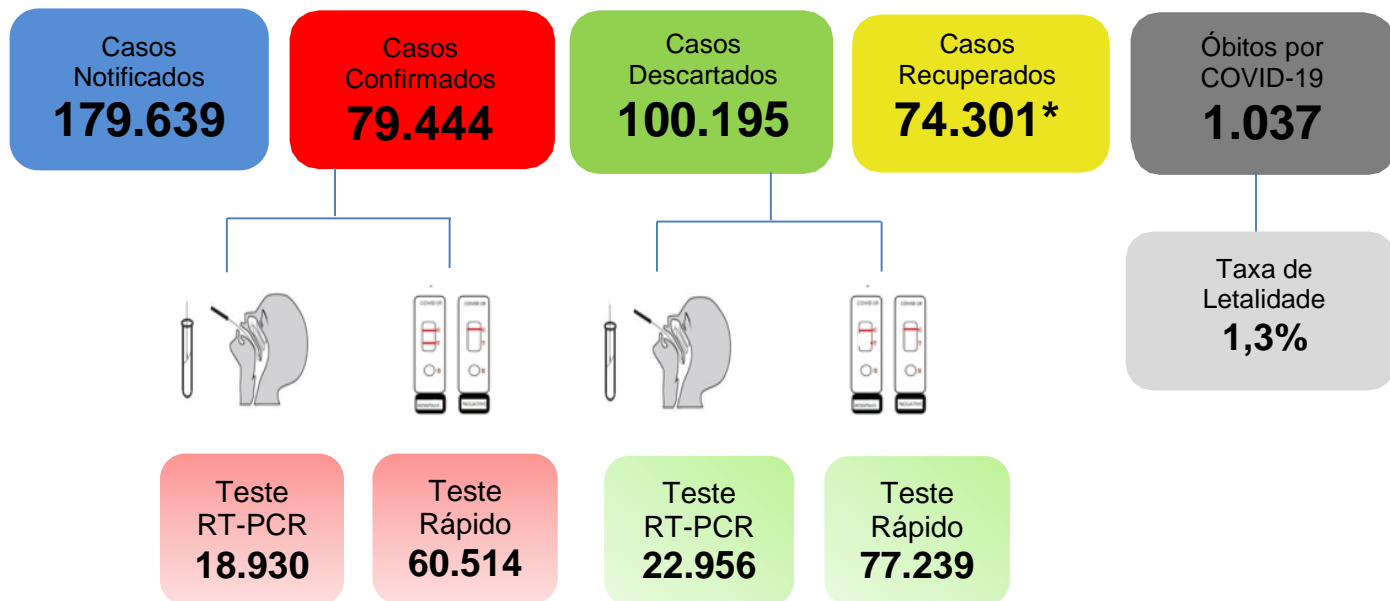 Casos
Notificados
179.639
Casos
Confirmados
79.444
Casos
Descartados
100.195
Casos
Recuperados
74.301*
Óbitos por
COVID-19
1.037
Taxa de
Letalidade
1,3%
Teste
RT-PCR
18.930
Teste
Rápido
60.514
Teste
RT-PCR
22.956
Teste
Rápido
77.239